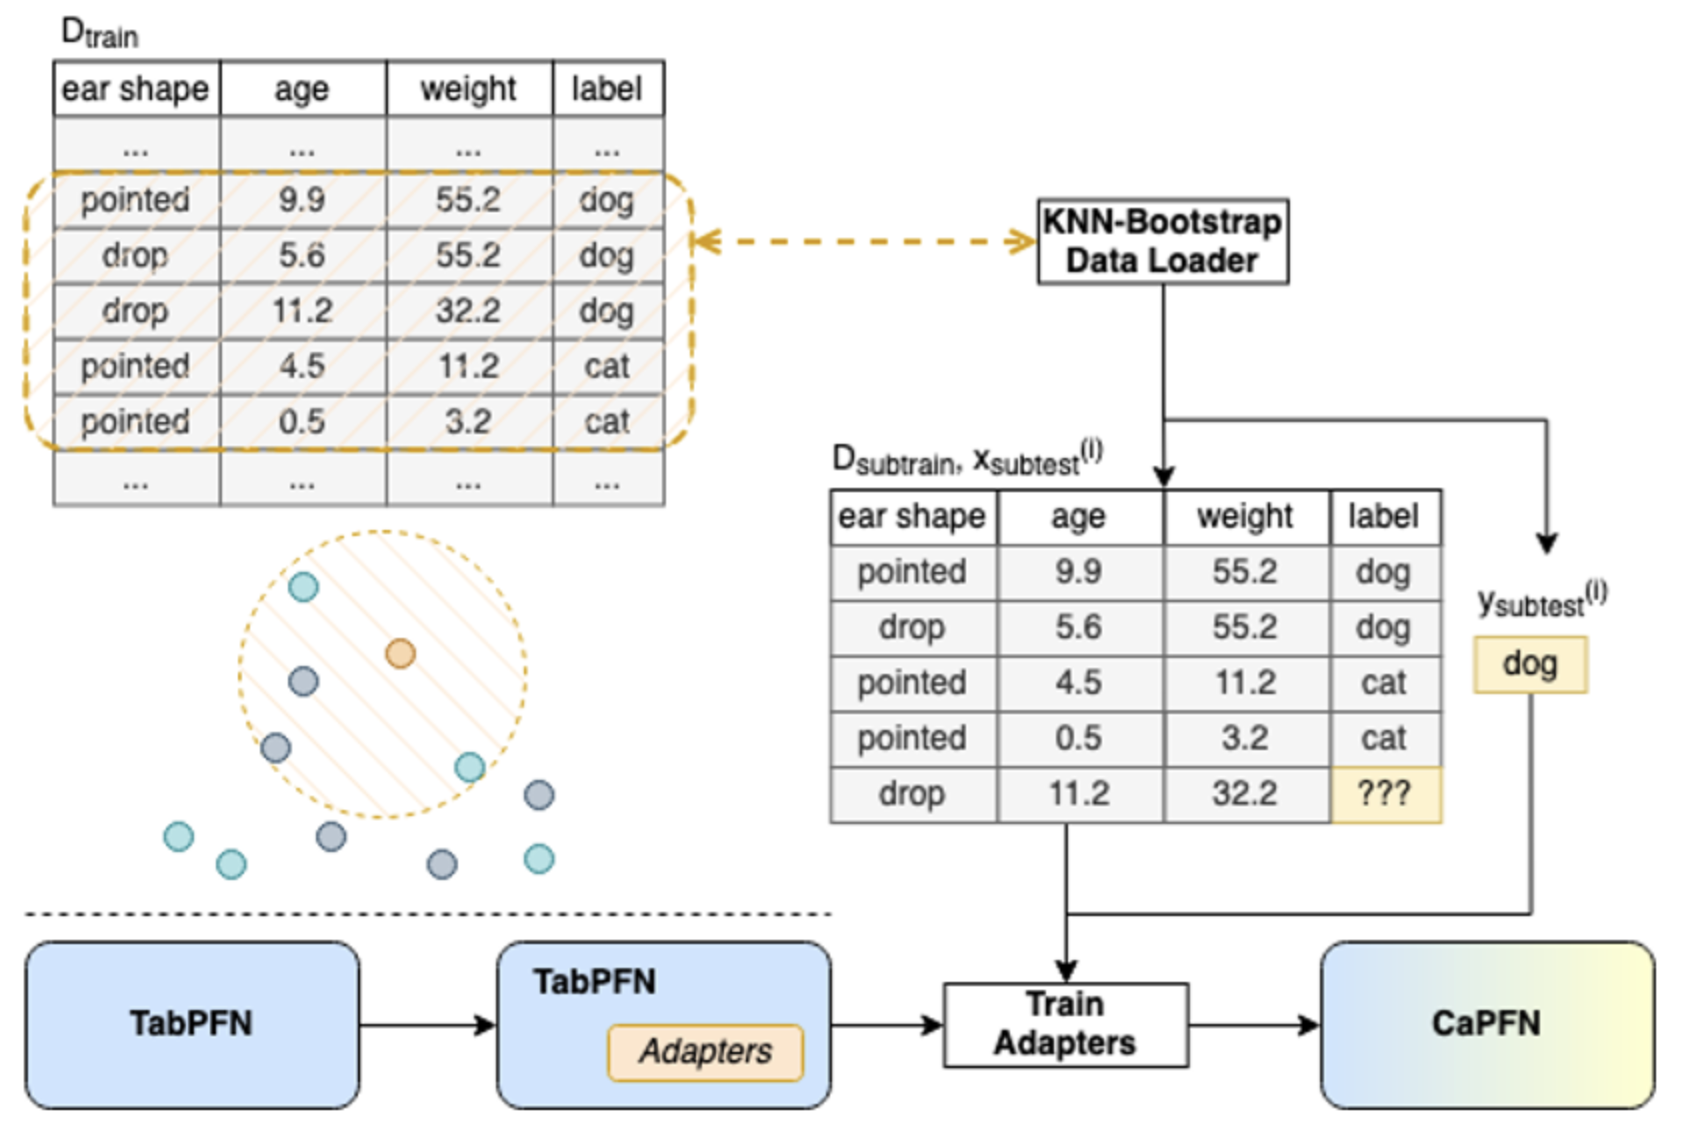 Dtrain
ear shape age weight label
... ... ... ...
pointed 9.9 55.2 dog
drop 5.6 55.2 dog
drop 11.2 32.2 dog
pointed 4.5 11.2 cat
pointed 0.5 3.2 cat
... ... ... ...
KNN-Bootstrap
Data Loader
Dsubtrain, xsubtest(i)
ear shape age weight label
pointed 9.9 55.2 dog
drop 5.6 55.2 dog
pointed 4.5 11.2 cat
pointed 0.5 3.2 cat
drop 11.2 32.2 ???
ysubtest(i)
dog
TabPFN
TabPFN
Adapters
Train
Adapters
CaPFN